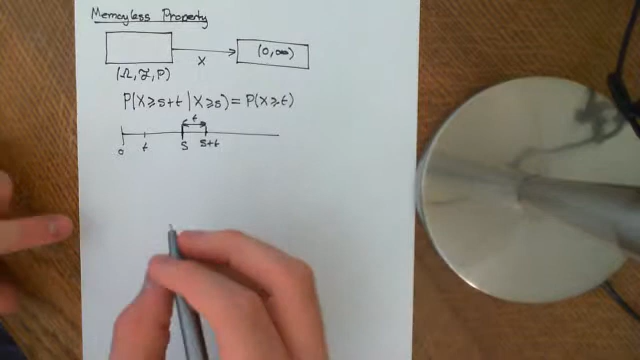 Memoryless Property
(0,∞)
X
(Ω, ℱ, P)
P(X ≥ s+t | X ≥ s) = P(X ≥ t)
t
0 t s s+t